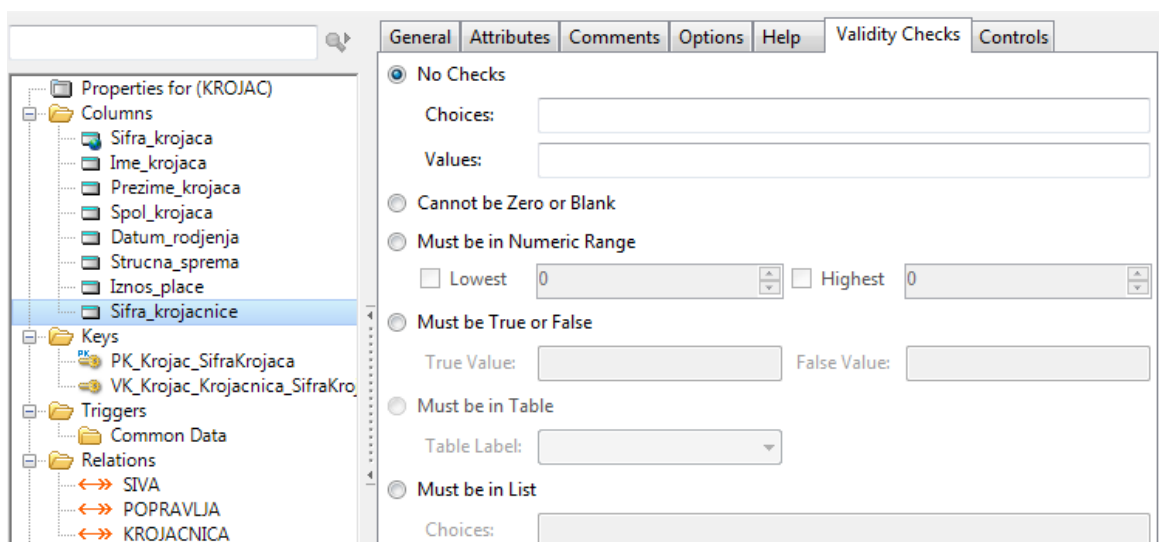 General Attributes Comments Options Help Validity Checks Controls
Properties for (KROJAC)
Columns
Sifra_krojaca
Ime_krojaca
Prezime_krojaca
Spol_krojaca
Datum_rodjenja
Strucna_sprema
Iznos_place
Sifra_krojacnice
Keys
PK_Krojac_SifraKrojaca
VK_Krojac_Krojacnica_SifraKroj
Triggers
Common Data
Relations
SIVA
POPRAVLJA
KROJACNICA
No Checks
Choices:
Values:
Cannot be Zero or Blank
Must be in Numeric Range
Lowest 0 Highest 0
Must be True or False
True Value: False Value:
Must be in Table
Table Label:
Must be in List
Choices: